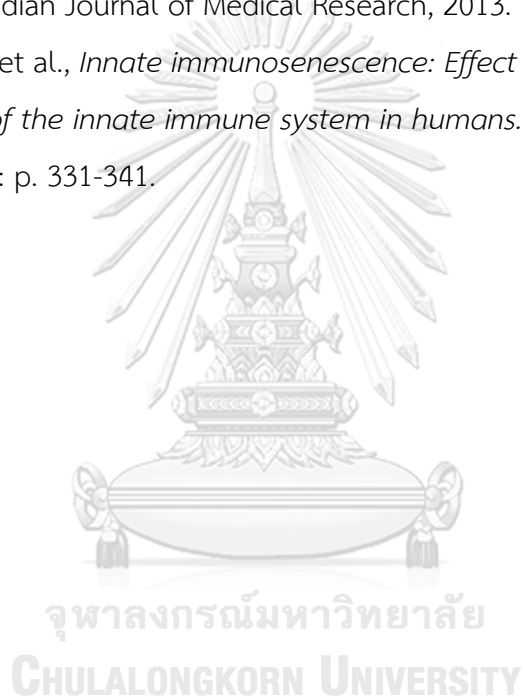 dian Journal of Medical Research, 2013.
et al., Innate immunosenescence: Effect
of the innate immune system in humans.
: p. 331-341.
จุฬาลงกรณ์มหาวิทยาลัย
CHULALONGKORN UNIVERSITY